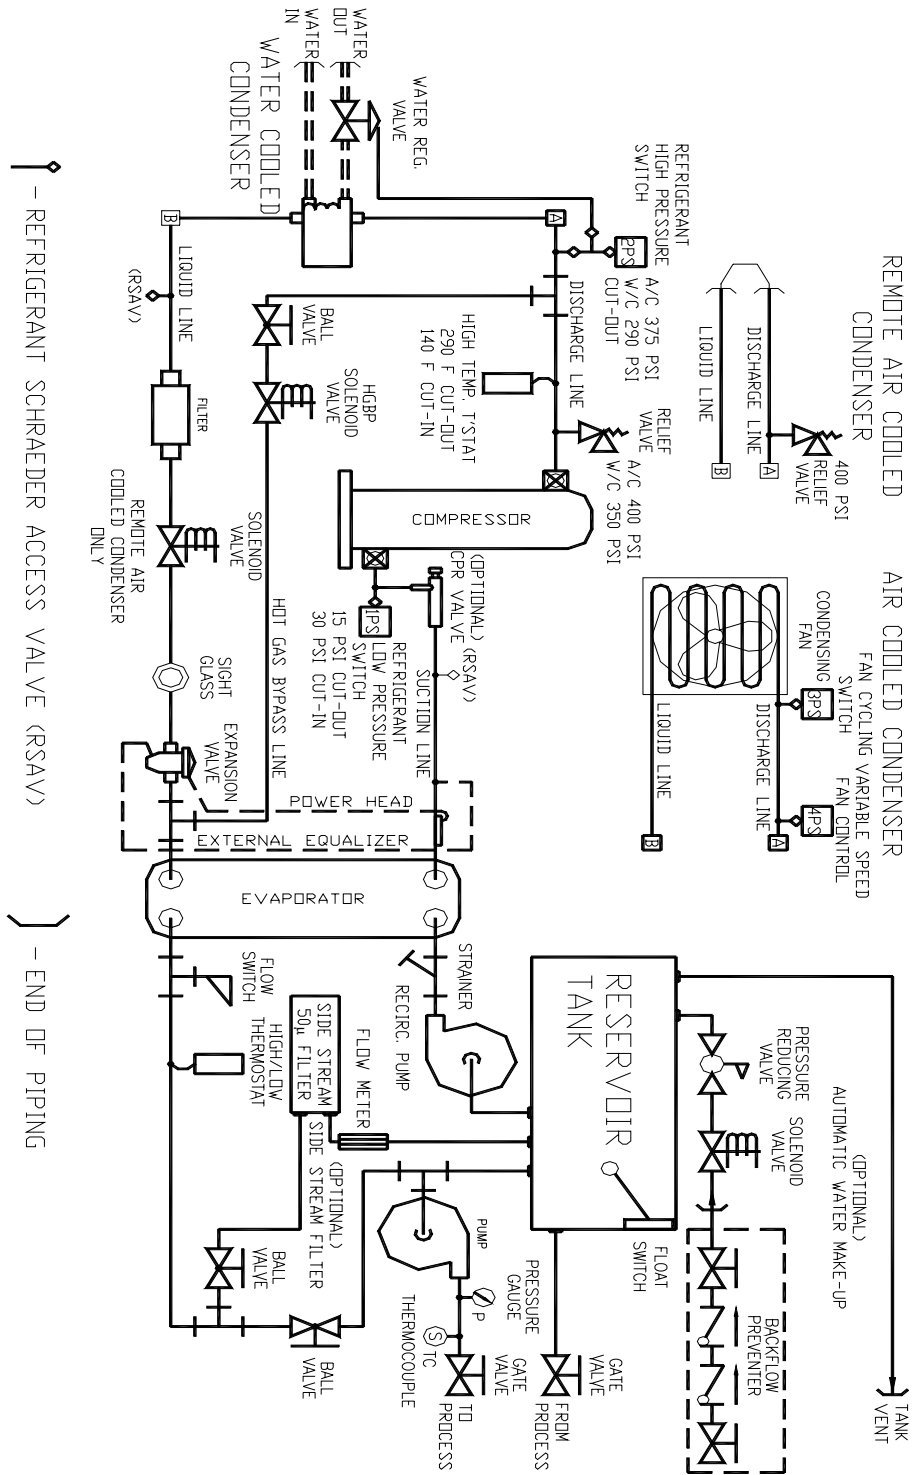 REMOTE AIR COOLED
CONDENSER
DISCHARGE LINE
LIQUID LINE
400 PSI
RELIEF
VALVE
A
B
AIR COOLED CONDENSER
FAN CYCLING VARIABLE SPEED
SWITCH
FAN CONTROL
CONDENSING
FAN
3PS
4PS
DISCHARGE LINE
LIQUID LINE
A
B
TANK
VENT
(OPTIONAL)
AUTOMATIC WATER MAKE-UP
PRESSURE
REDUCING
VALVE
SOLENOID
VALVE
BACKFLOW
PREVENTER
REFRIGERANT
HIGH PRESSURE
SWITCH
2PS
A/C 375 PSI
W/C 290 PSI
CUT-OUT
RELIEF
VALVE
A/C 400 PSI
W/C 350 PSI
A
DISCHARGE LINE
HIGH TEMP. T'STAT
290 F CUT-OUT
140 F CUT-IN
WATER REG.
VALVE
WATER
OUT
WATER
IN
WATER COOLED
CONDENSER
COMPRESSOR
(OPTIONAL)
CPR VALVE
(RSAV)
SUCTION LINE
1PS
REFRIGERANT
LOW PRESSURE
SWITCH
15 PSI CUT-OUT
30 PSI CUT-IN
BALL
VALVE
HGBP
SOLENOID
VALVE
HOT GAS BYPASS LINE
B
LIQUID LINE
(RSAV)
FILTER
SOLENOID
VALVE
REMOTE AIR
COOLED CONDENSER
ONLY
SIGHT
GLASS
EXPANSION
VALVE
POWER HEAD
EXTERNAL EQUALIZER
EVAPORATOR
STRAINER
RECIRC. PUMP
RESERVOIR
TANK
FLOAT
SWITCH
FLOW
SWITCH
HIGH/LOW
THERMOSTAT
SIDE STREAM
50µ FILTER
FLOW METER
(OPTIONAL)
SIDE STREAM FILTER
BALL
VALVE
BALL
VALVE
PUMP
PRESSURE
GAUGE
P
S
TC
THERMOCOUPLE
GATE
VALVE
TO
PROCESS
GATE
VALVE
FROM
PROCESS
- REFRIGERANT SCHRAEDER ACCESS VALVE (RSAV)
- END OF PIPING